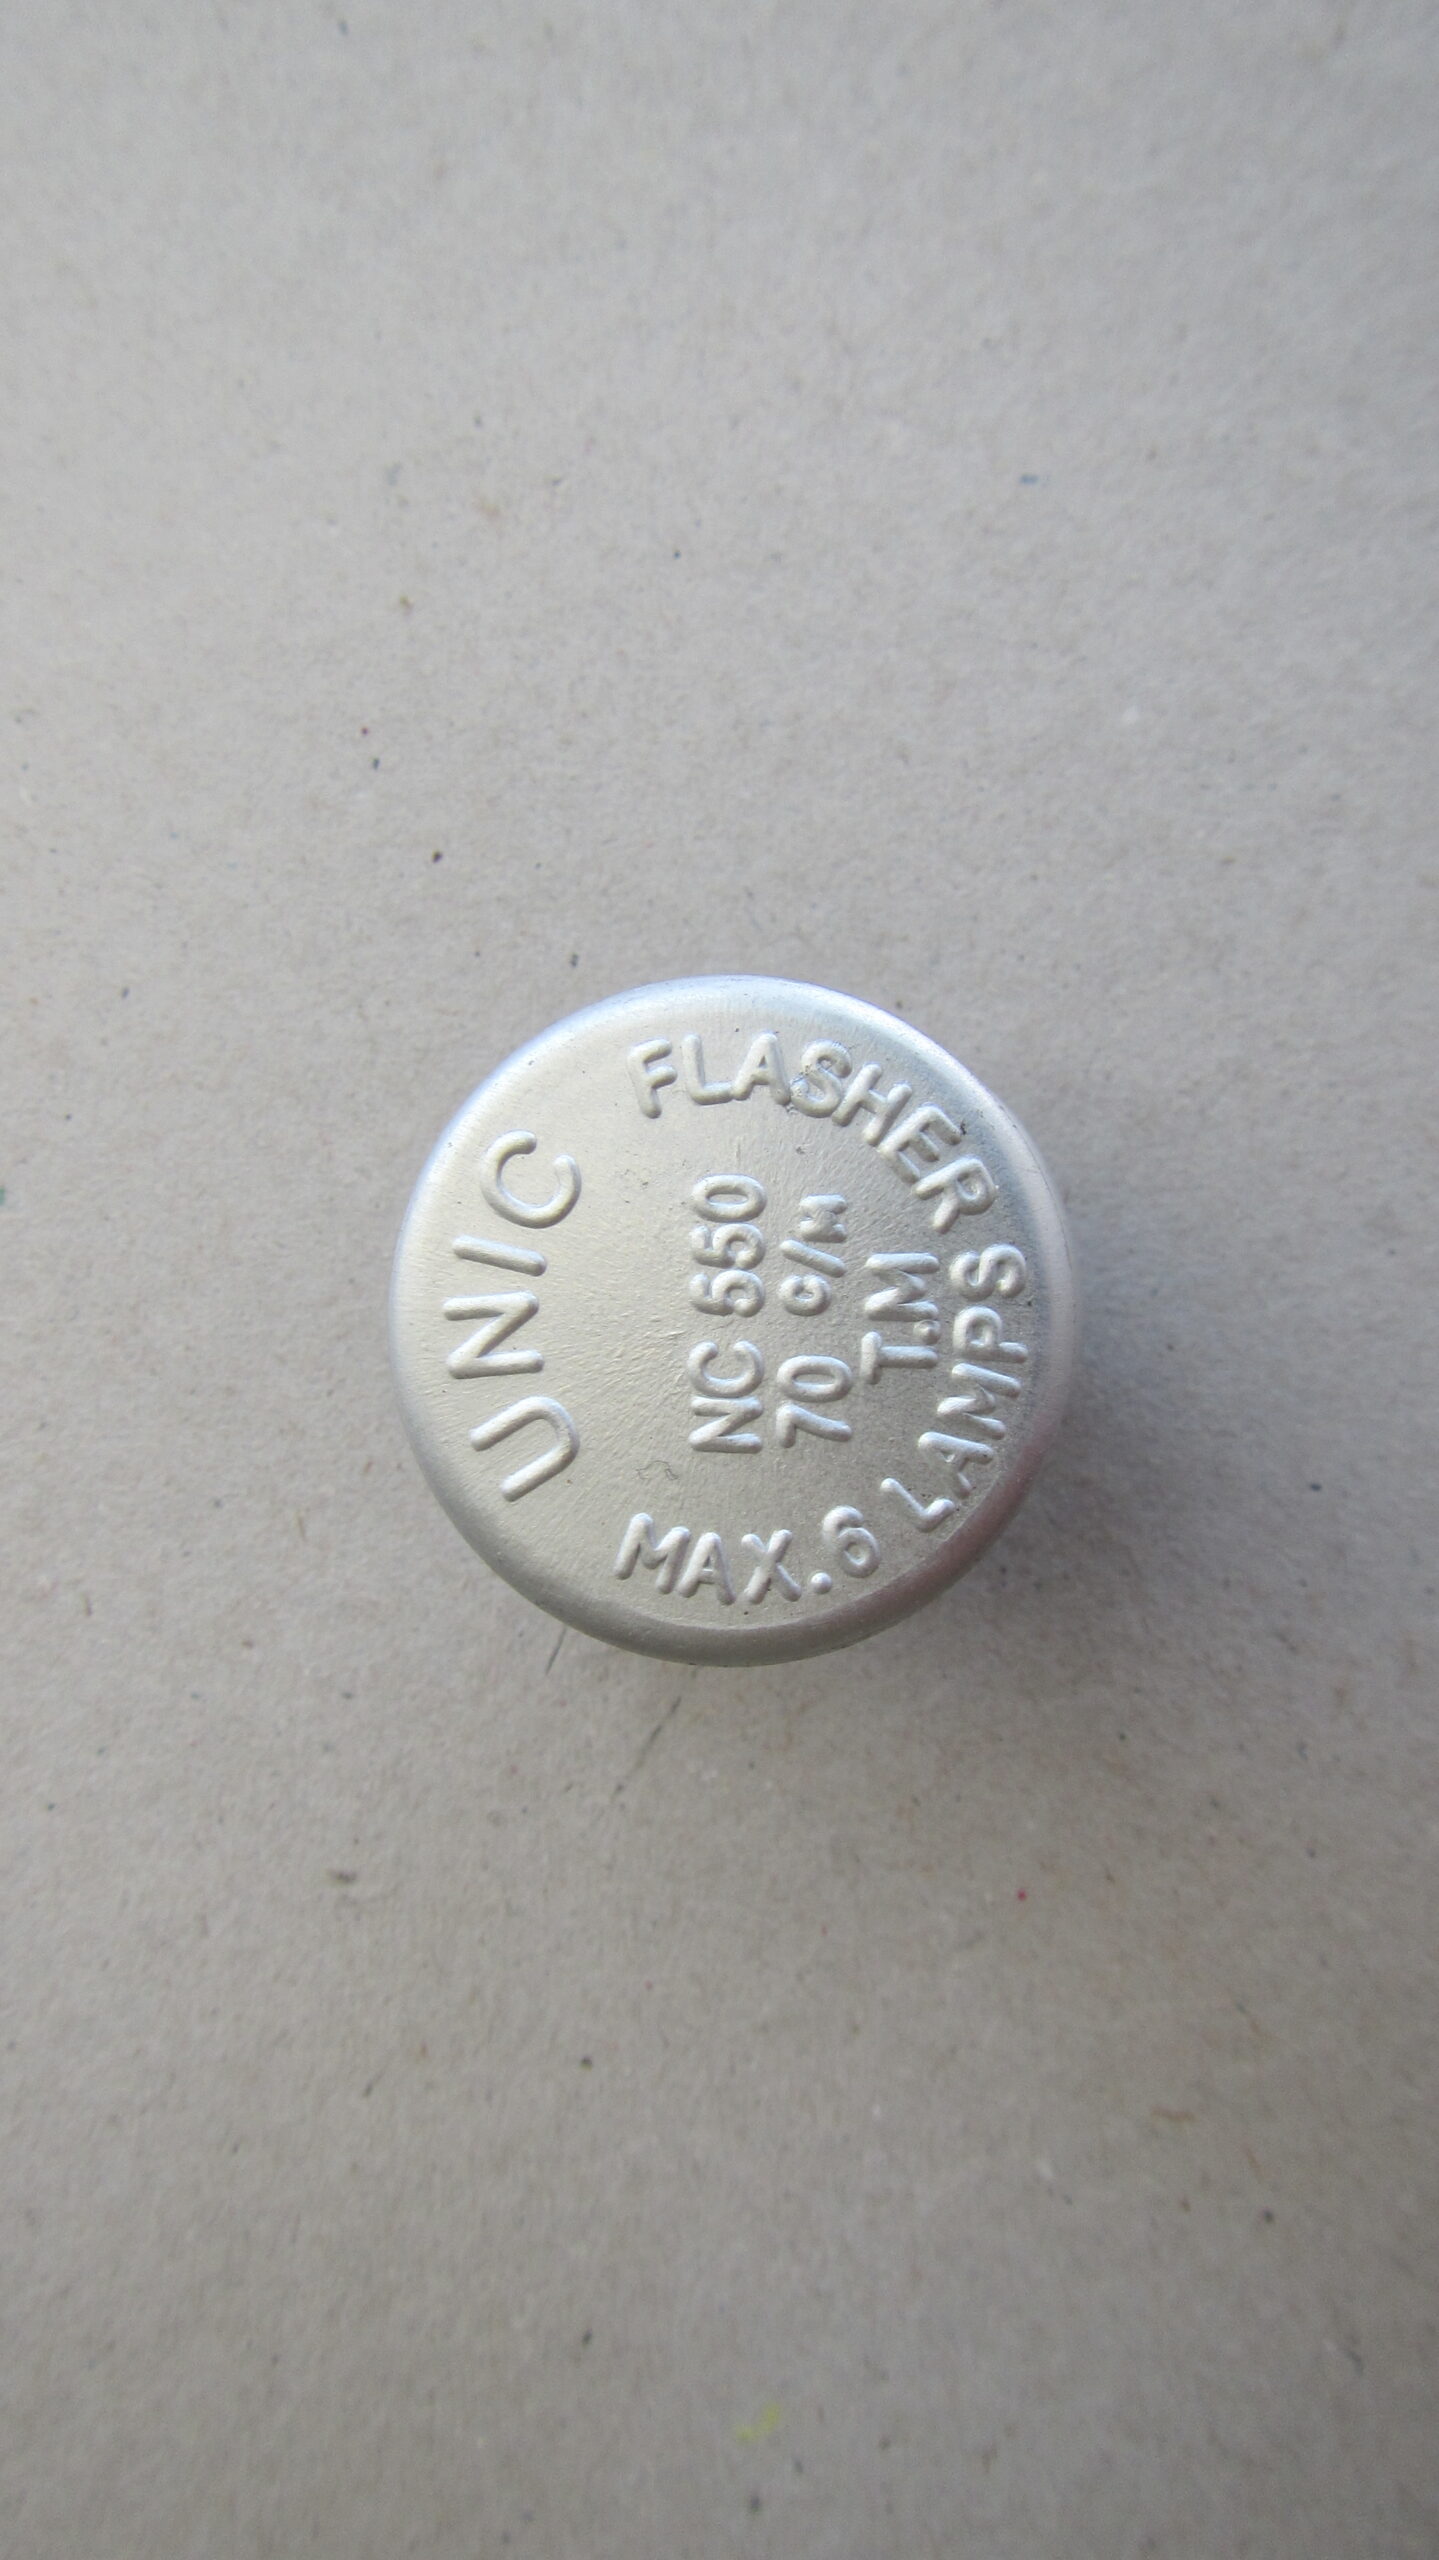 UNIC
FLASHER
NC 550
70 C/M
T.M
MAX.6 LAMPS